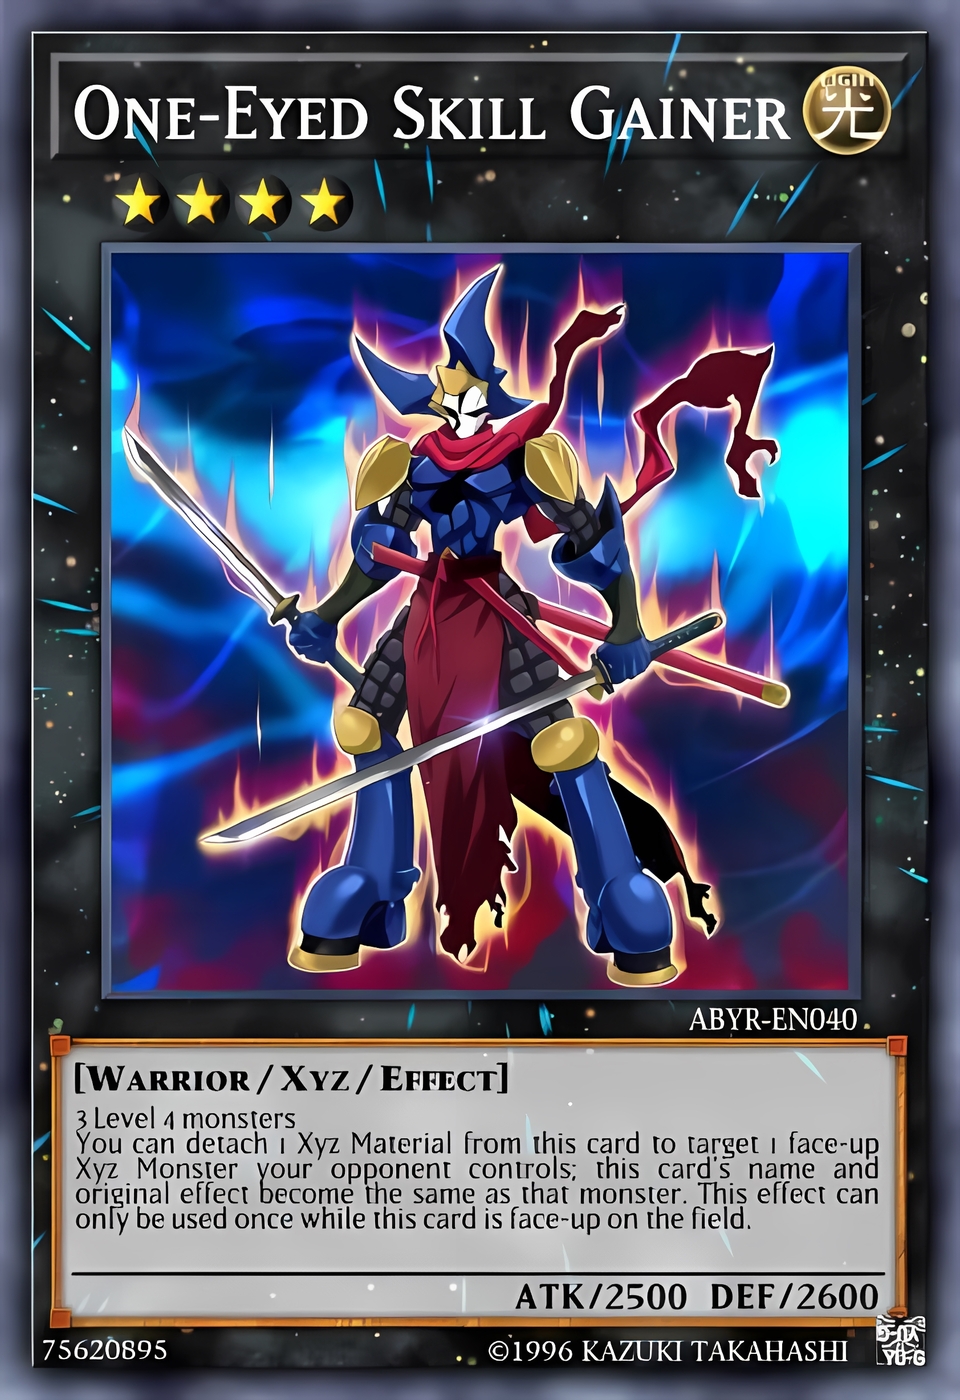 One-Eyed Skill Gainer
光
ABYR-EN040
[Warrior / Xyz / Effect]
3 Level 4 monsters
You can detach 1 Xyz Material from this card to target 1 face-up
Xyz Monster your opponent controls; this card's name and
original effect become the same as that monster. This effect can
only be used once while this card is face-up on the field.
ATK/2500 DEF/2600
75620895
©1996 KAZUKI TAKAHASHI